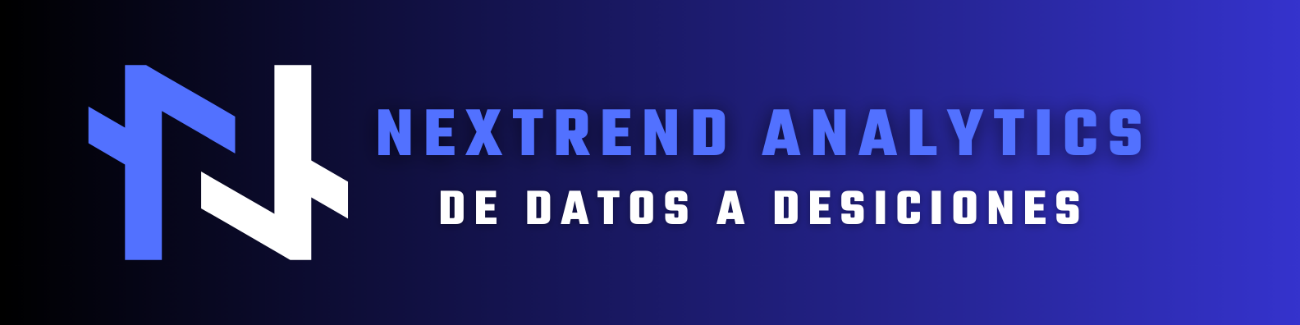 NEXTREND ANALYTICS
DE DATOS A DESICIONES